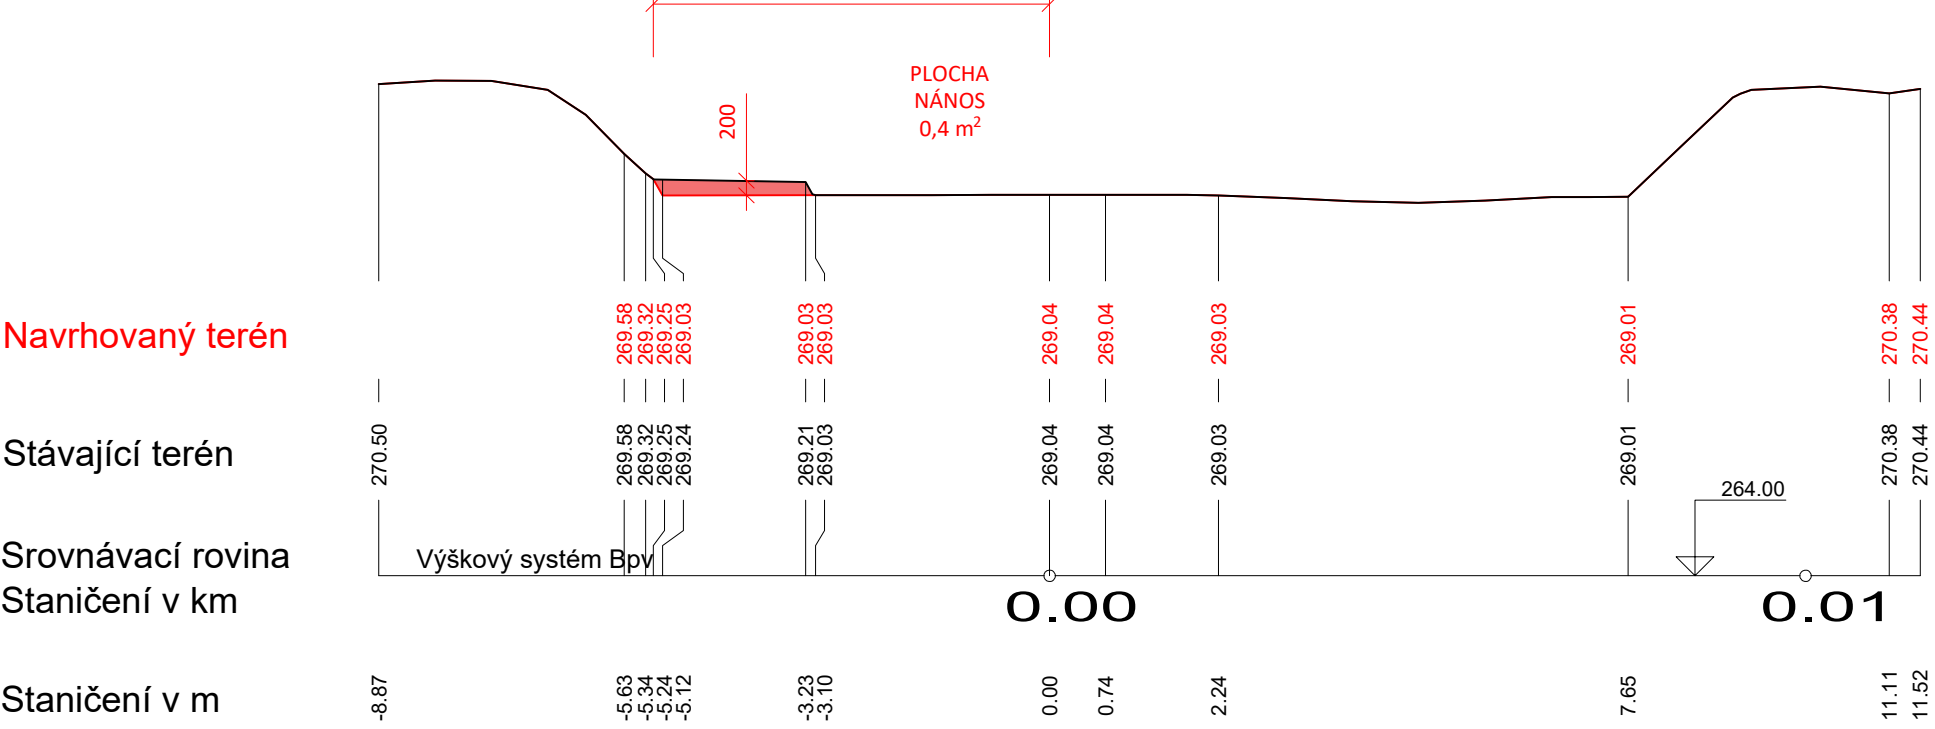 PLOCHA
NÁNOS
0,4 m²
200
Navrhovaný terén
269.58 269.32 269.25 269.03 269.03 269.03 269.04 269.04 269.03 269.01 270.38 270.44
Stávající terén
270.50 269.58 269.32 269.25 269.24 269.21 269.03 269.04 269.04 269.03 269.01 270.38 270.44
264.00
Srovnávací rovina
Výškový systém Bpv
Staničení v km
0.00 0.01
Staničení v m
-8.87 -5.63 -5.34 -5.24 -5.12 -3.23 -3.10 0.00 0.74 2.24 7.65 11.11 11.52